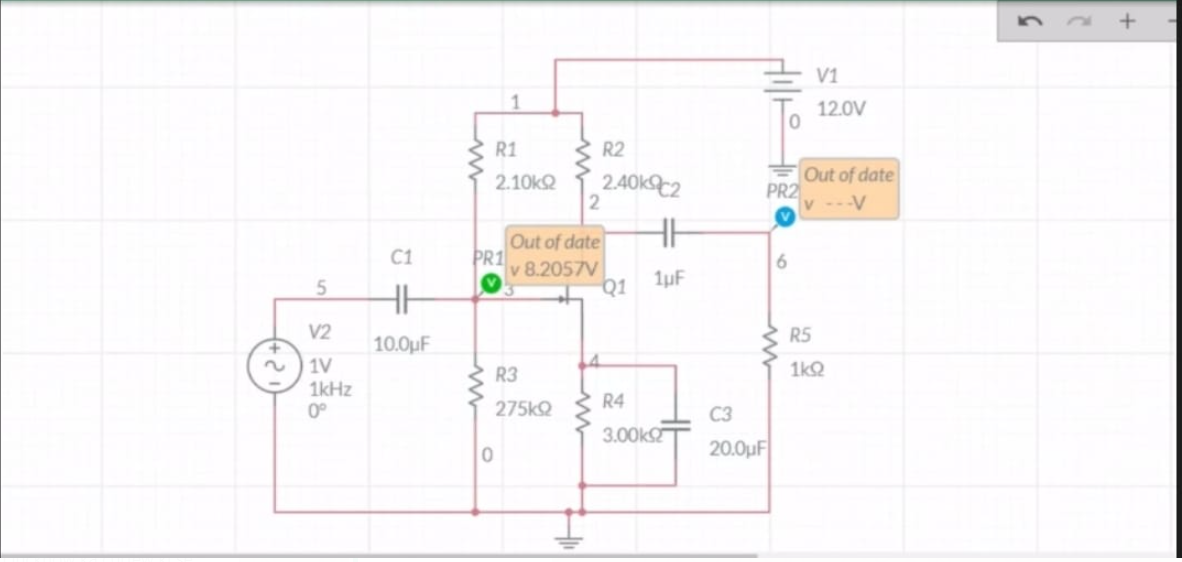 V1
12.0V
0
1
R1
2.10kΩ
R2
2.40kΩ
C2
2
PR2
Out of date
v ---V
6
1µF
C1
PR1
Out of date
v 8.2057V
3
Q1
5
10.0µF
V2
1V
1kHz
0°
R5
1kΩ
R3
275kΩ
4
R4
3.00kΩ
C3
20.0µF
0